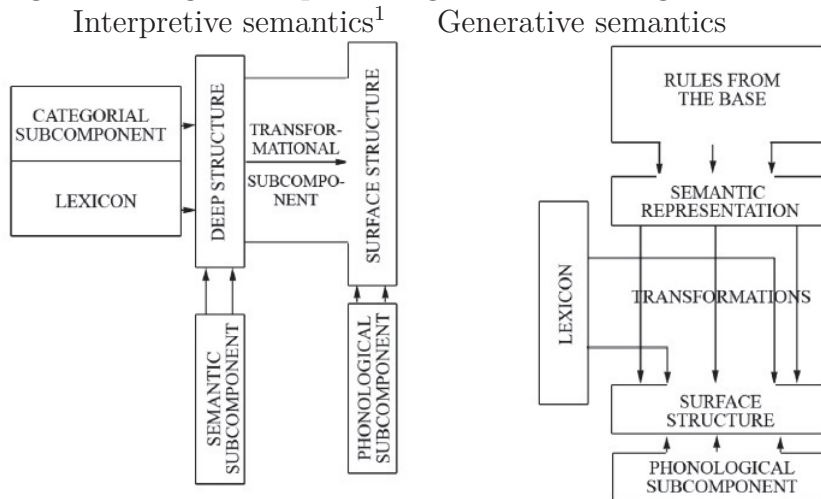 Interpretive semantics1
Generative semantics
CATEGORIAL
SUBCOMPONENT
LEXICON
DEEP STRUCTURE
TRANSFOR-
MATIONAL
SUBCOMPO-
NENT
SURFACE STRUCTURE
SEMANTIC
SUBCOMPONENT
PHONOLOGICAL
SUBCOMPONENT
RULES FROM
THE BASE
SEMANTIC
REPRESENTATION
LEXICON
TRANSFORMATIONS
SURFACE
STRUCTURE
PHONOLOGICAL
SUBCOMPONENT